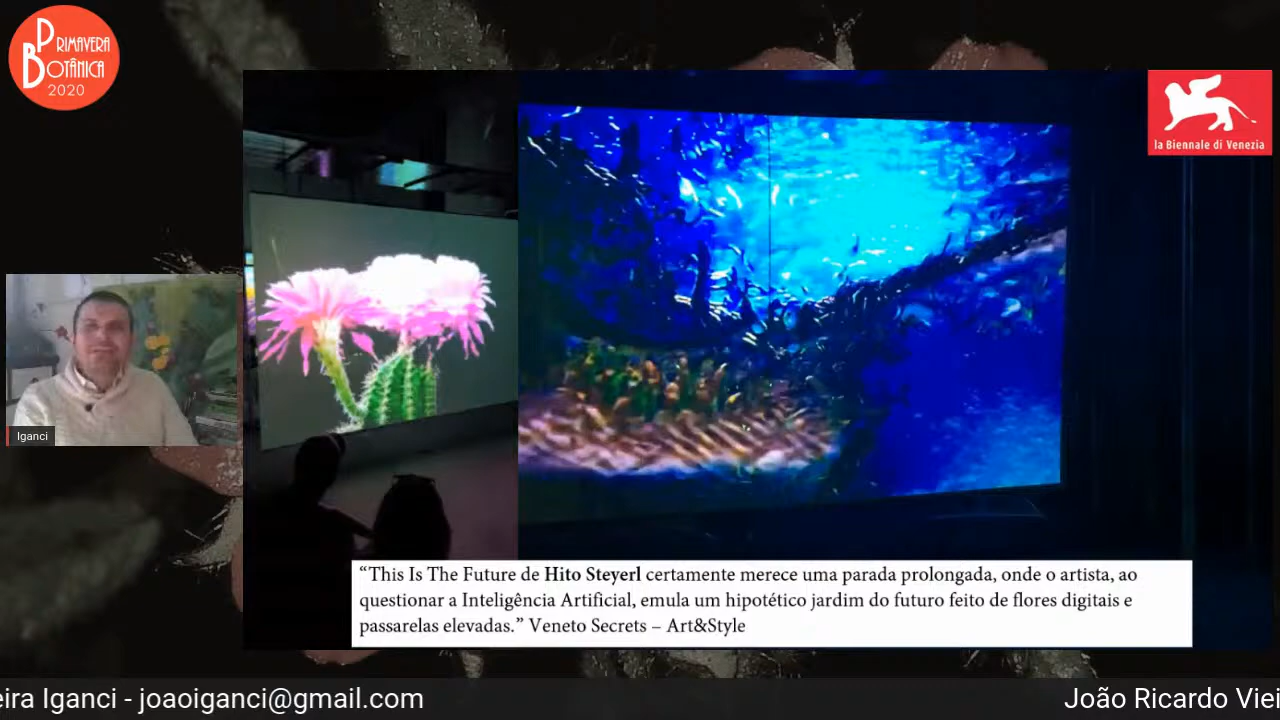 PRIMAVERA
BOTÂNICA
2020
la Biennale di Venezia
Iganci
“This Is The Future de Hito Steyerl certamente merece uma parada prolongada, onde o artista, ao
questionar a Inteligência Artificial, emula um hipotético jardim do futuro feito de flores digitais e
passarelas elevadas.” Veneto Secrets – Art&Style
eira Iganci - joaoiganci@gmail.com
João Ricardo Viei